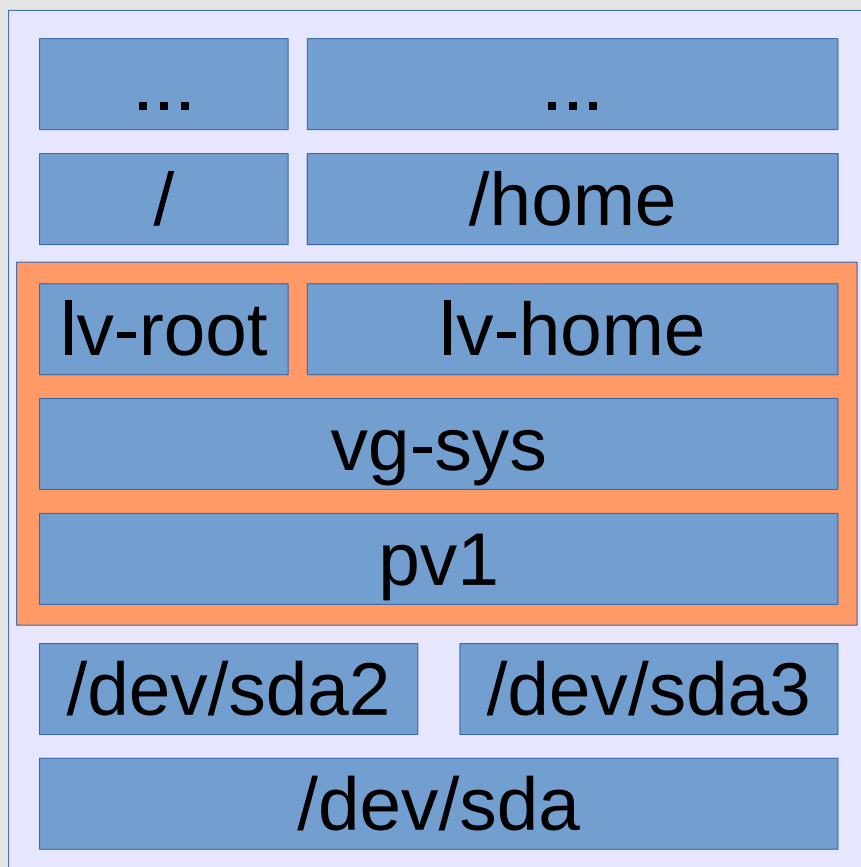 ... ...
/ /home
lv-root lv-home
vg-sys
pv1
/dev/sda2 /dev/sda3
/dev/sda